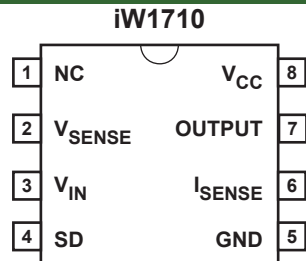 iW1710
1 NC VCC 8
2 VSENSE OUTPUT 7
3 VIN ISENSE 6
4 SD GND 5